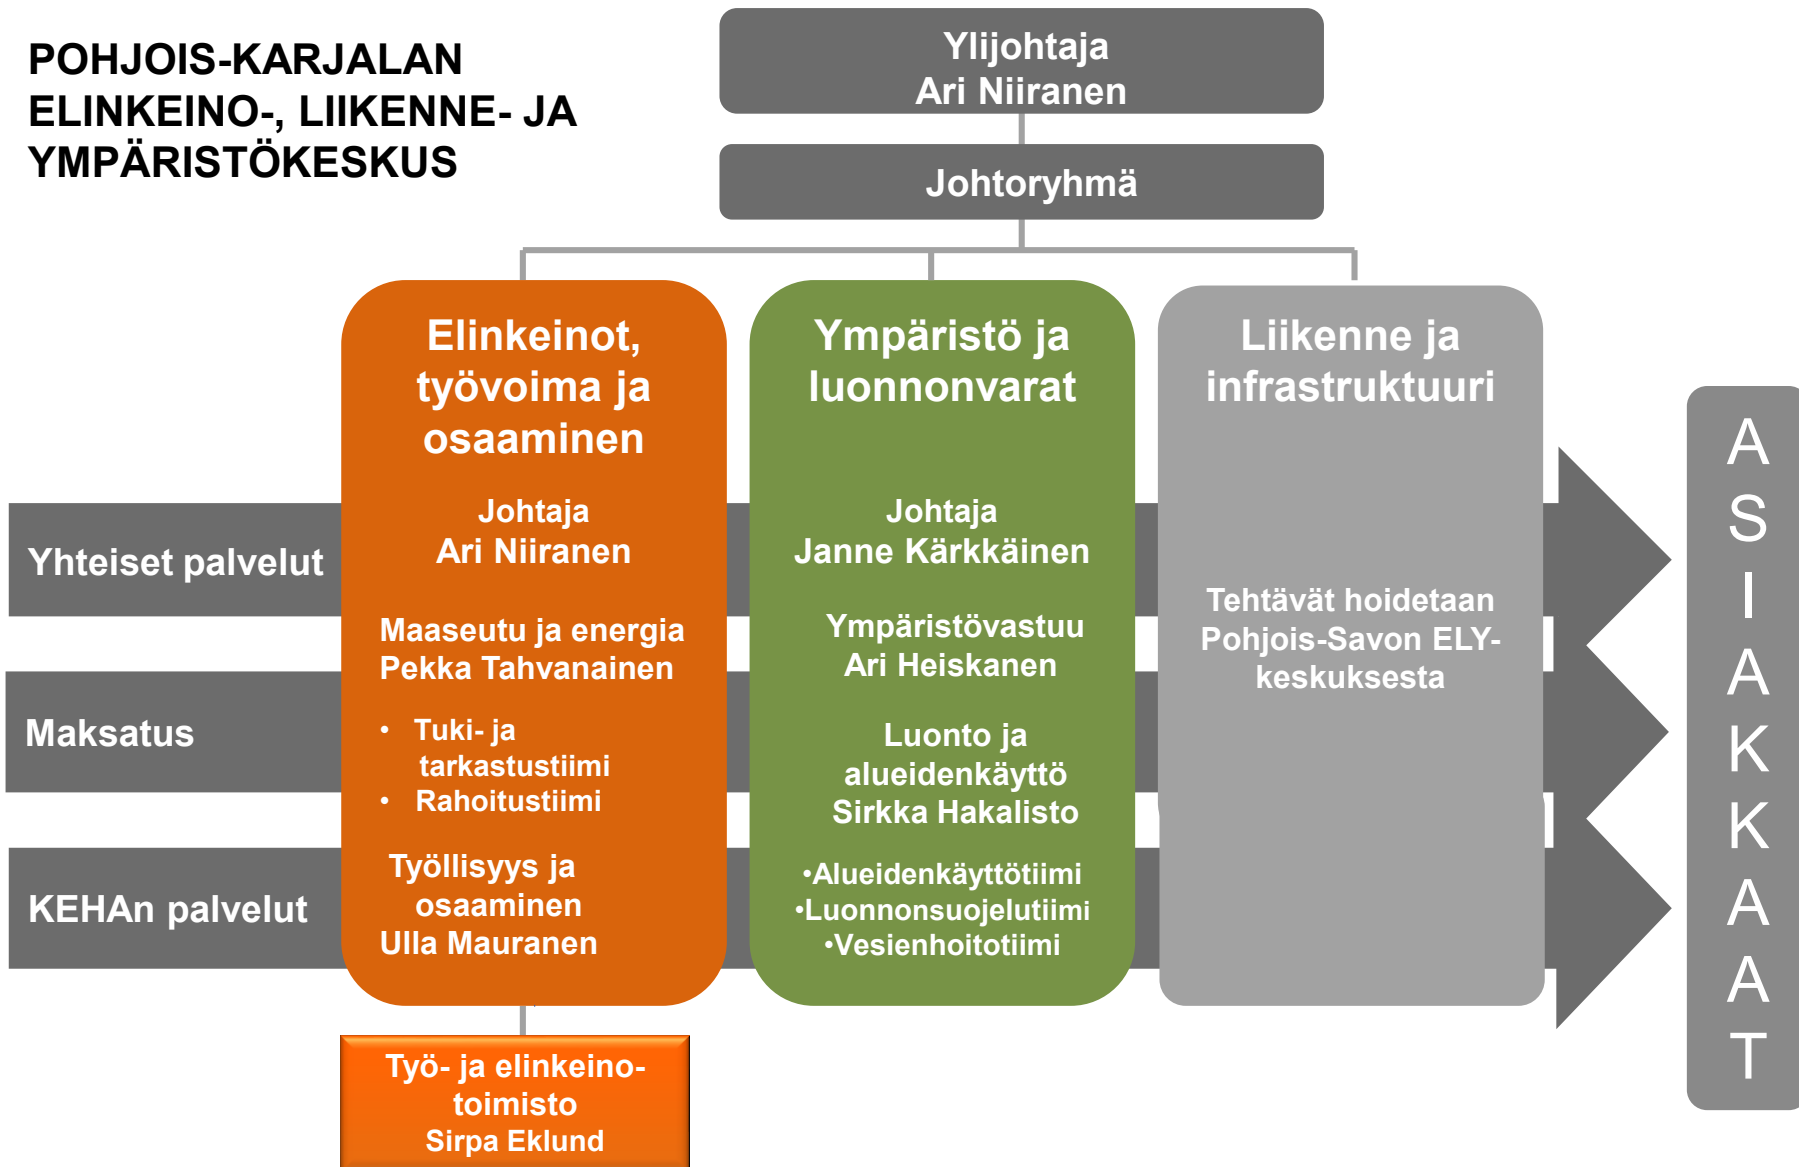 POHJOIS-KARJALAN
ELINKEINO-, LIIKENNE- JA
YMPÄRISTÖKESKUS
Ylijohtaja
Ari Niiranen
Johtoryhmä
Elinkeinot,
työvoima ja
osaaminen
Johtaja
Ari Niiranen
Maaseutu ja energia
Pekka Tahvanainen
• Tuki- ja
tarkastustiimi
• Rahoitustiimi
Työllisyys ja
osaaminen
Ulla Mauranen
Ympäristö ja
luonnonvarat
Johtaja
Janne Kärkkäinen
Ympäristövastuu
Ari Heiskanen
Luonto ja
alueidenkäyttö
Sirkka Hakalisto
•Alueidenkäyttötiimi
•Luonnonsuojelutiimi
•Vesienhoitotiimi
Liikenne ja
infrastruktuuri
Tehtävät hoidetaan
Pohjois-Savon ELY-
keskuksesta
Yhteiset palvelut
Maksatus
KEHAn palvelut
Työ- ja elinkeino-
toimisto
Sirpa Eklund
A
S
I
A
K
K
A
A
T